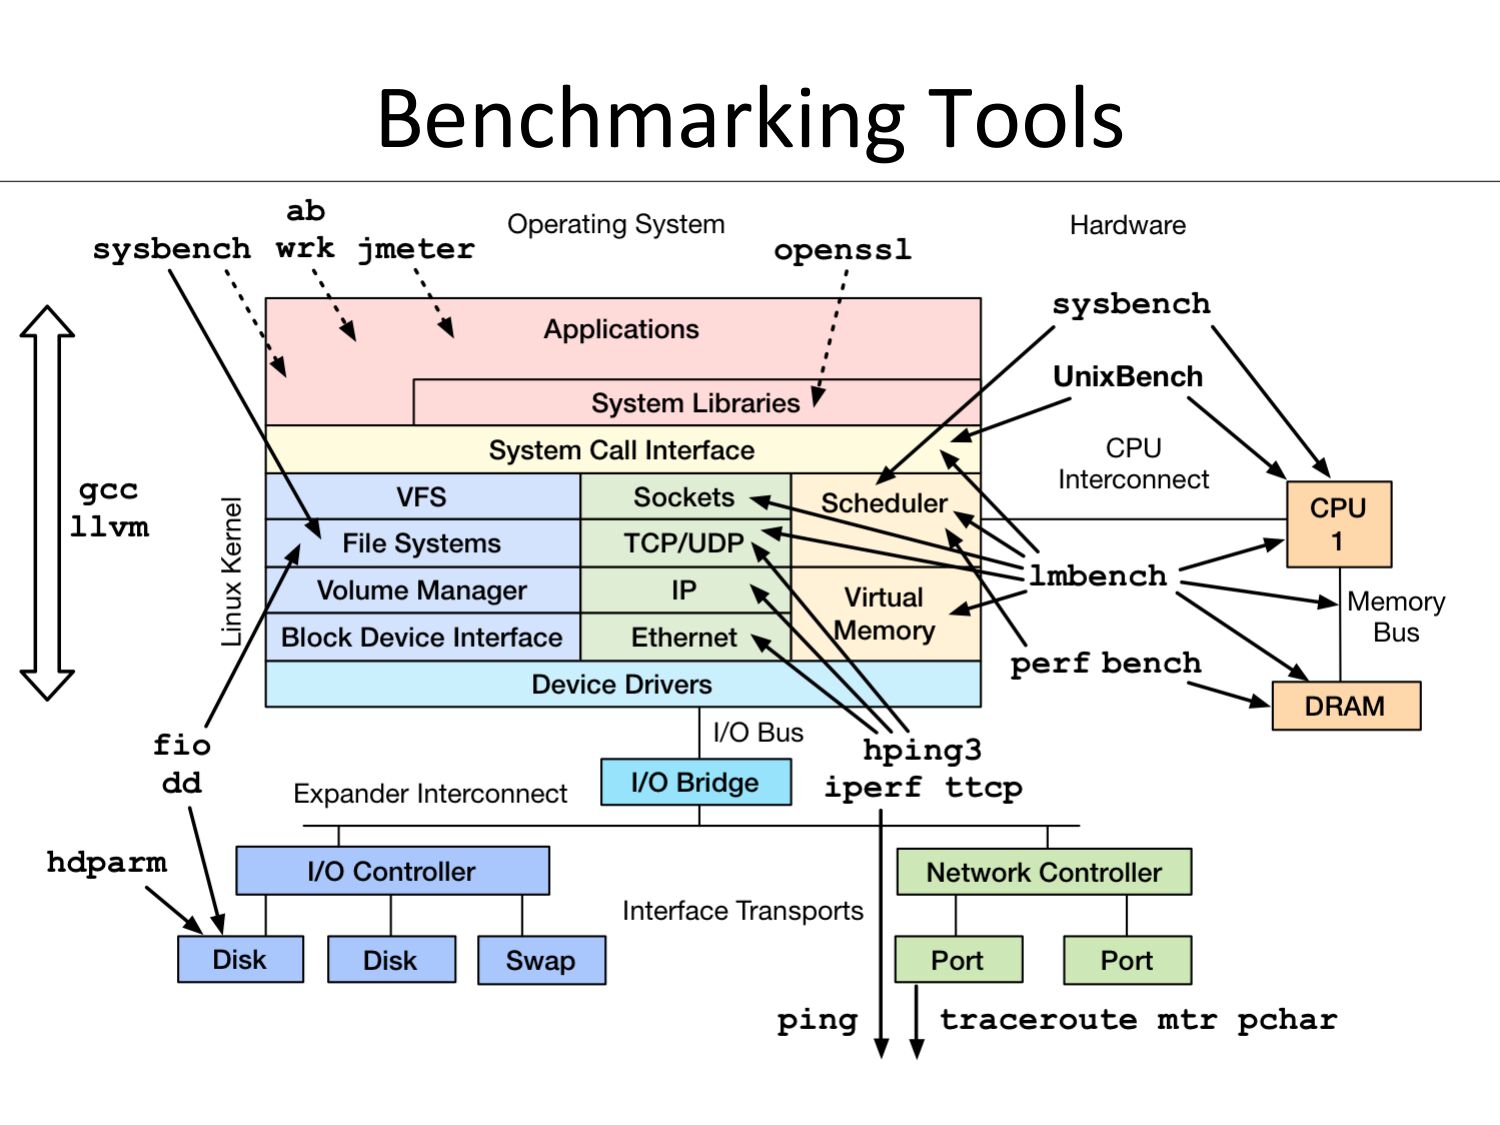 Benchmarking Tools
ab
sysbench wrk jmeter
Operating System
openssl
Hardware
sysbench
Applications
UnixBench
System Libraries
System Call Interface
CPU
Interconnect
gcc
llvm
Linux Kernel
VFS
Sockets
Scheduler
CPU
1
File Systems
TCP/UDP
lmbench
Volume Manager
IP
Virtual
Memory
Memory
Bus
Block Device Interface
Ethernet
perf bench
Device Drivers
DRAM
I/O Bus
fio
dd
hping3
iperf ttcp
I/O Bridge
Expander Interconnect
hdparm
I/O Controller
Network Controller
Interface Transports
Disk
Disk
Swap
Port
Port
ping
traceroute mtr pchar